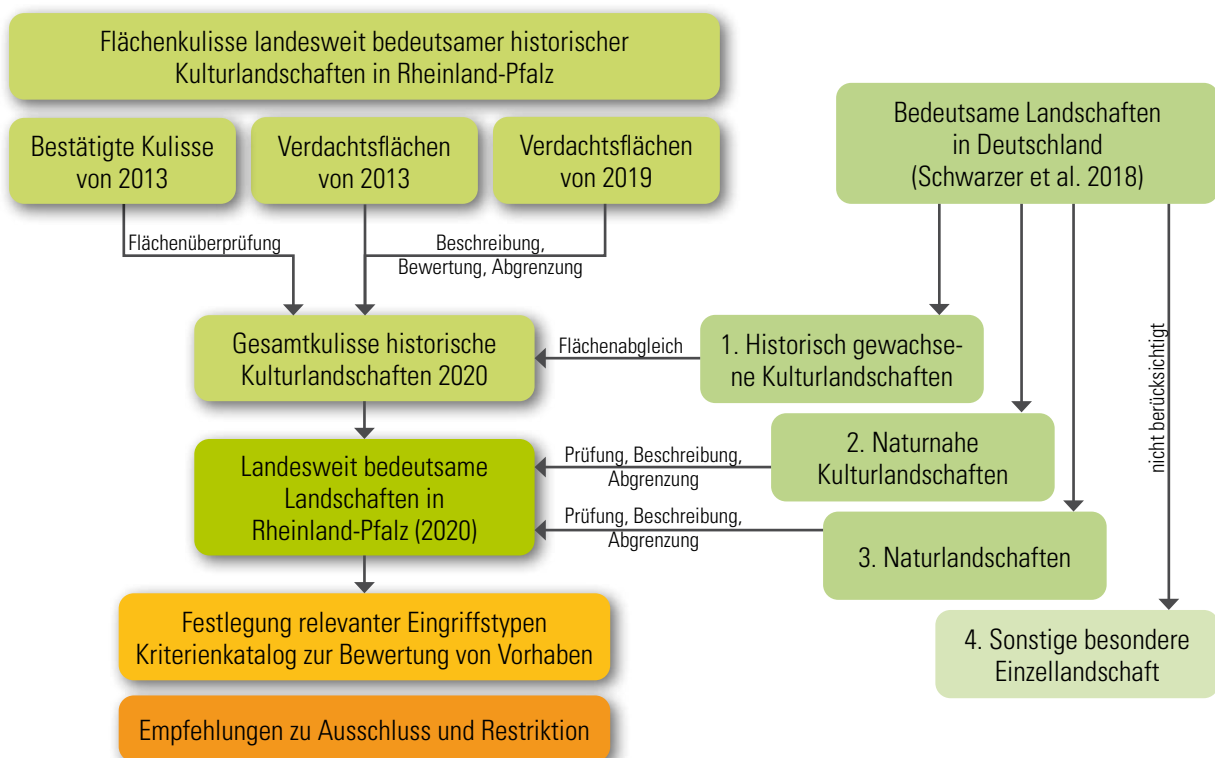 Flächenkulisse landesweit bedeutsamer historischer
Kulturlandschaften in Rheinland-Pfalz
Bestätigte Kulisse
von 2013
Verdachtsflächen
von 2013
Verdachtsflächen
von 2019
Bedeutsame Landschaften
in Deutschland
(Schwarzer et al. 2018)
Flächenüberprüfung
Beschreibung,
Bewertung, Abgrenzung
Gesamtkulisse historische
Kulturlandschaften 2020
Flächenabgleich
1. Historisch gewachse-
ne Kulturlandschaften
nicht berücksichtigt
Landesweit bedeutsame
Landschaften in
Rheinland-Pfalz (2020)
Prüfung, Beschreibung,
Abgrenzung
2. Naturnahe
Kulturlandschaften
Prüfung, Beschreibung,
Abgrenzung
3. Naturlandschaften
Festlegung relevanter Eingriffstypen
Kriterienkatalog zur Bewertung von Vorhaben
4. Sonstige besondere
Einzellandschaft
Empfehlungen zu Ausschluss und Restriktion